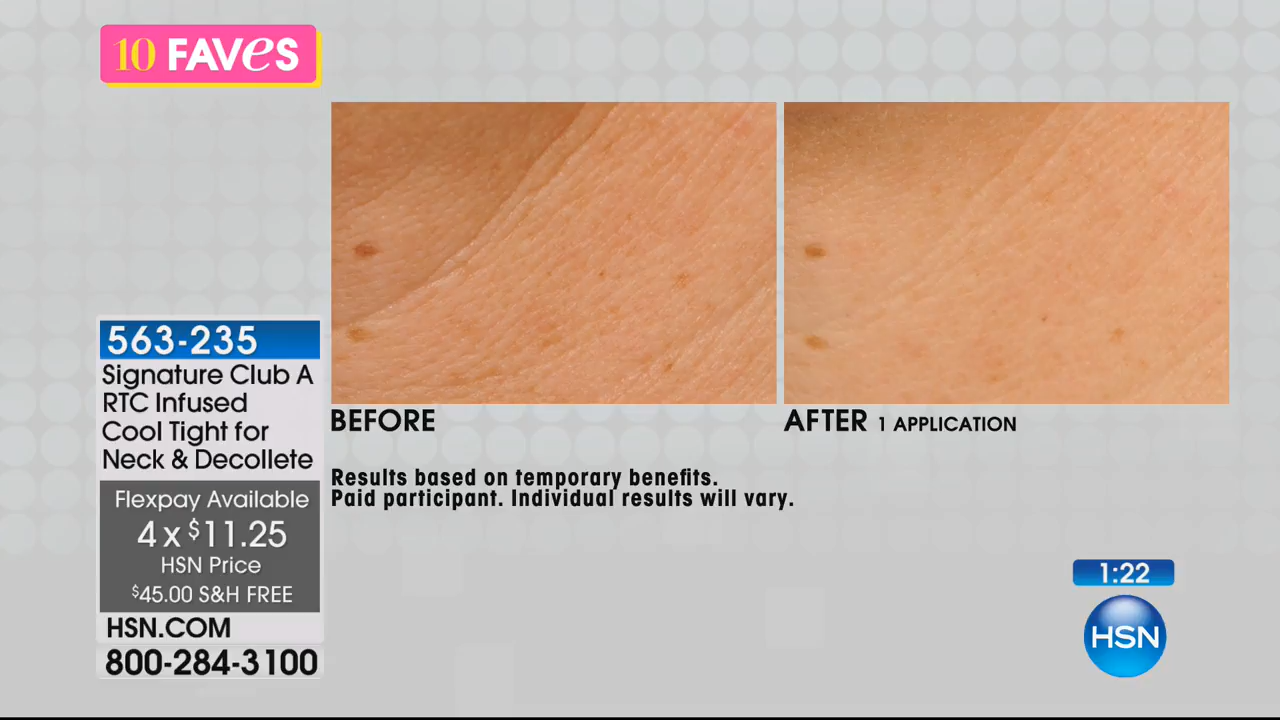 10 FAVes
563-235
Signature Club A
RTC Infused
Cool Tight for
Neck & Decollete
Flexpay Available
4 x $11.25
HSN Price
$45.00 S&H FREE
HSN.COM
800-284-3100
BEFORE
AFTER 1 APPLICATION
Results based on temporary benefits.
Paid participant. Individual results will vary.
1:22
HSN